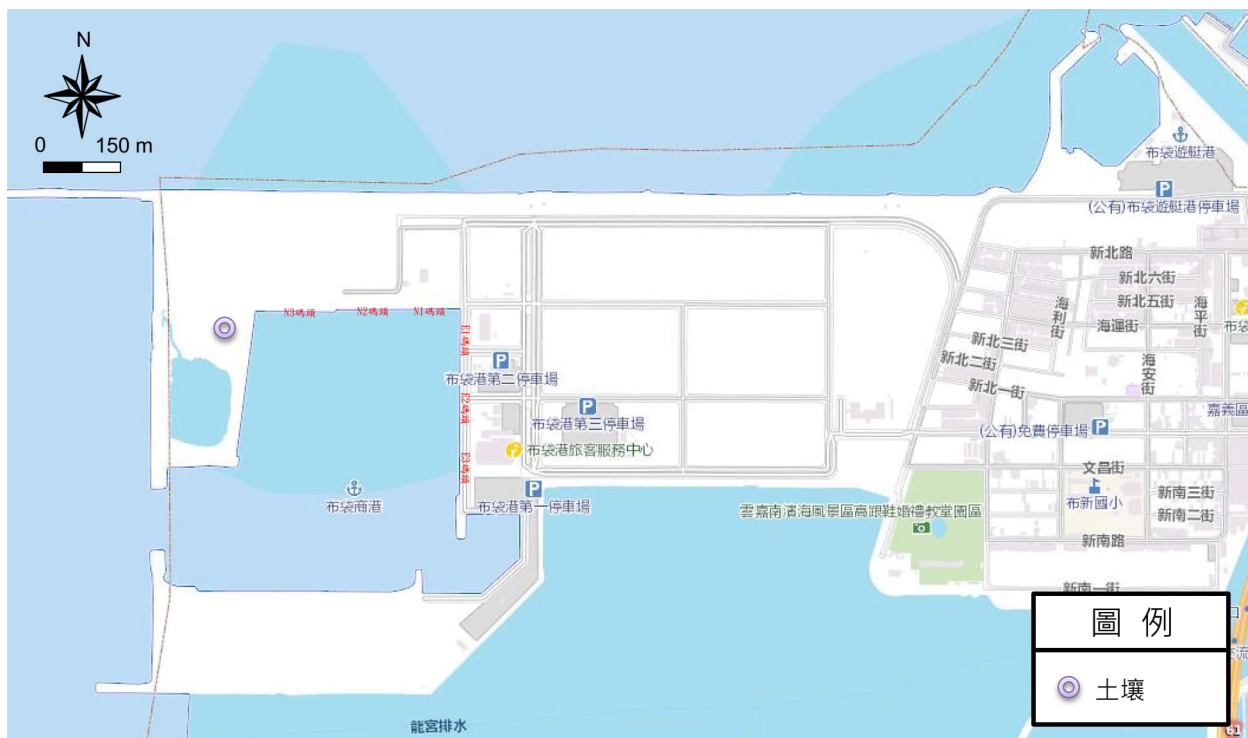 N
0 150 m
布袋遊艇港
(公有)布袋遊艇港停車場
新北路
新北六街
新北五街
海運街
海利街
海平街
海安街
新北三街
新北二街
新北一街
N3碼頭
N2碼頭
N1碼頭
E1碼頭
布袋港第二停車場
E2碼頭
布袋港第三停車場
布袋港旅客服務中心
E3碼頭
布袋商港
布袋港第一停車場
(公有)免費停車場
嘉義區
文昌街
布新國小
新南三街
新南二街
雲嘉南濱海風景區高跟鞋婚禮教堂園區
新南路
新南一街
圖 例
土壤
龍宮排水
61